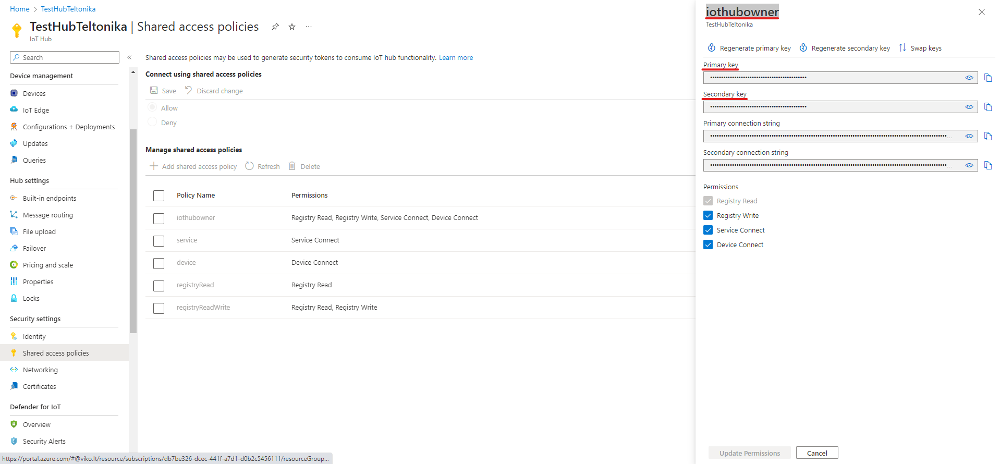 Home > TestHubTeltonika
TestHubTeltonika | Shared access policies ...
IoT Hub
Search
«
Device management
Devices
IoT Edge
Configurations + Deployments
Updates
Queries
Hub settings
Built-in endpoints
Message routing
File upload
Failover
Pricing and scale
Properties
Locks
Security settings
Identity
Shared access policies
Networking
Certificates
Defender for IoT
Overview
Security Alerts
https://portal.azure.com/#@viko.lt/resource/subscriptions/db7be326-dcec-441f-a7d1-d0b2c5456111/resourceGroup...
Shared access policies may be used to generate security tokens to consume IoT hub functionality. Learn more
Connect using shared access policies
Save Discard change
Allow
Deny
Manage shared access policies
Add shared access policy Refresh Delete
Policy Name Permissions
iothubowner Registry Read, Registry Write, Service Connect, Device Connect
service Service Connect
device Device Connect
registryRead Registry Read
registryReadWrite Registry Read, Registry Write
iothubowner
TestHubTeltonika
Regenerate primary key Regenerate secondary key Swap keys
Primary key
Secondary key
Primary connection string
Secondary connection string
Permissions
Registry Read
Registry Write
Service Connect
Device Connect
Update Permissions Cancel